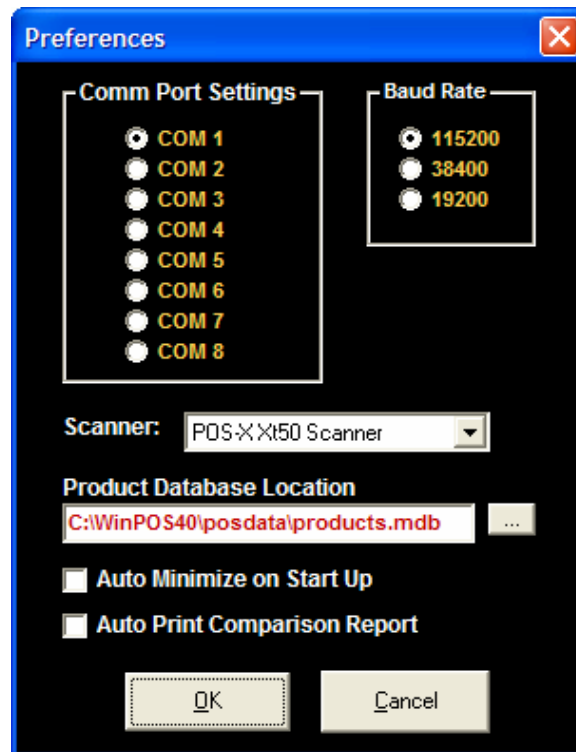 Preferences
Comm Port Settings
COM 1
COM 2
COM 3
COM 4
COM 5
COM 6
COM 7
COM 8
Baud Rate
115200
38400
19200
Scanner: POS-X Xt50 Scanner
Product Database Location
C:\WinPOS40\posdata\products.mdb ...
Auto Minimize on Start Up
Auto Print Comparison Report
OK Cancel